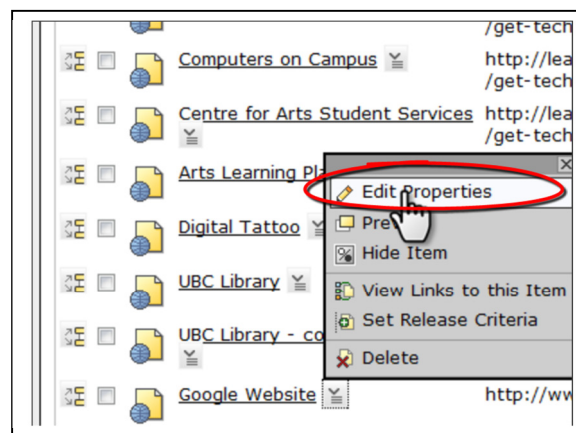 /get-tech
Computers on Campus http://lea
/get-tech
Centre for Arts Student Services http://lea
/get-tech
Arts Learning Pla
Edit Properties
Digital Tattoo
Prev
Hide Item
UBC Library
View Links to this Item
Set Release Criteria
UBC Library - co
Delete
Google Website http://ww